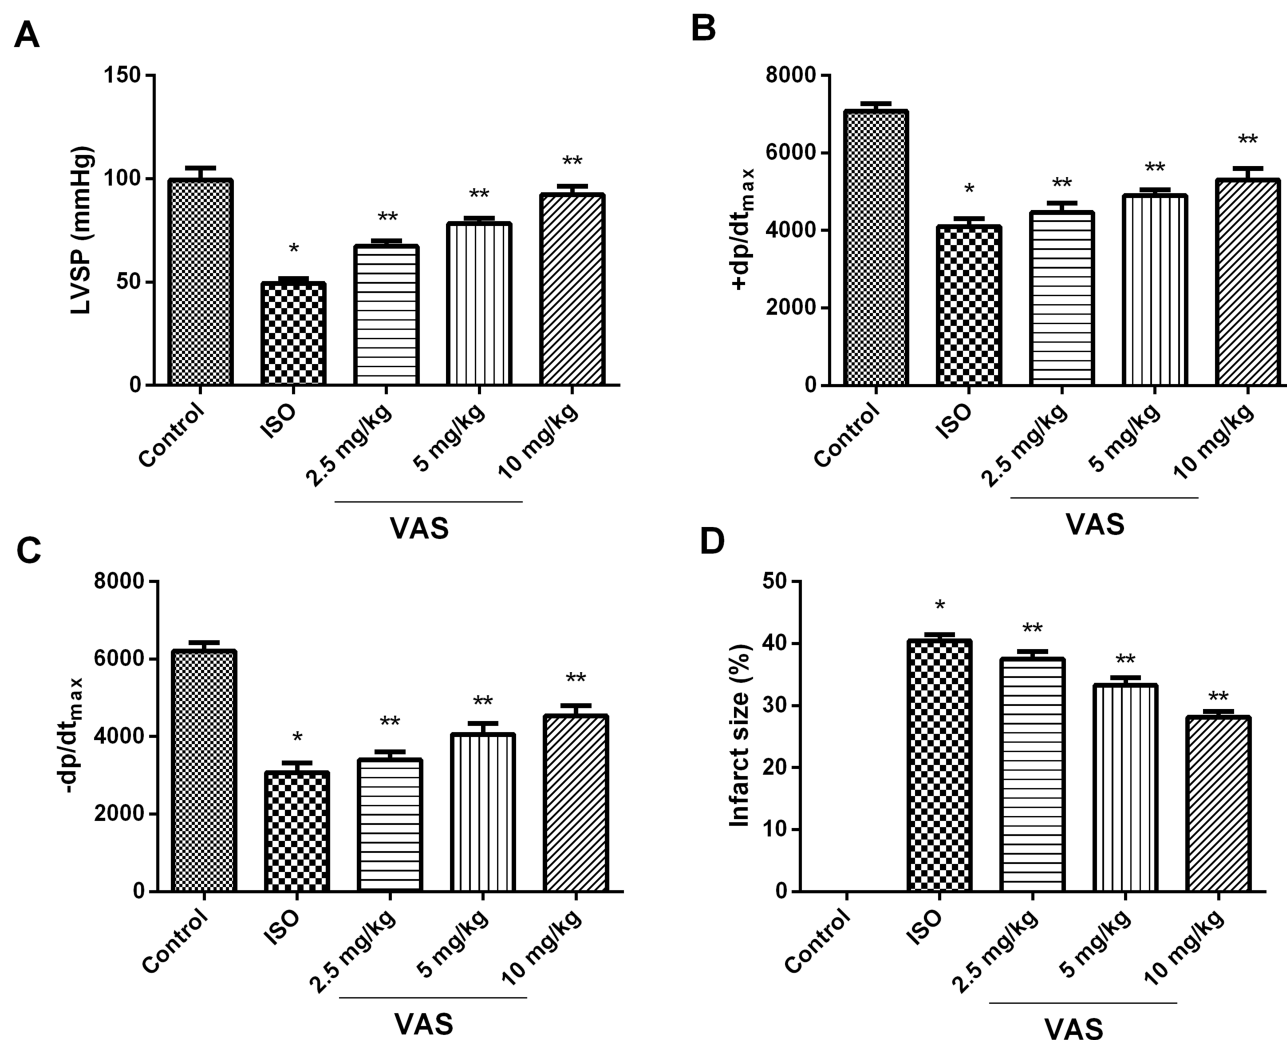 A
LVSP (mmHg)
150
100
50
0
*
**
**
**
Control
ISO
2.5 mg/kg
5 mg/kg
10 mg/kg
VAS
B
+dp/dtmax
8000
6000
4000
2000
0
*
**
**
**
Control
ISO
2.5 mg/kg
5 mg/kg
10 mg/kg
VAS
C
-dp/dtmax
8000
6000
4000
2000
0
*
**
**
**
Control
ISO
2.5 mg/kg
5 mg/kg
10 mg/kg
VAS
D
Infarct size (%)
50
40
30
20
10
0
*
**
**
**
Control
ISO
2.5 mg/kg
5 mg/kg
10 mg/kg
VAS